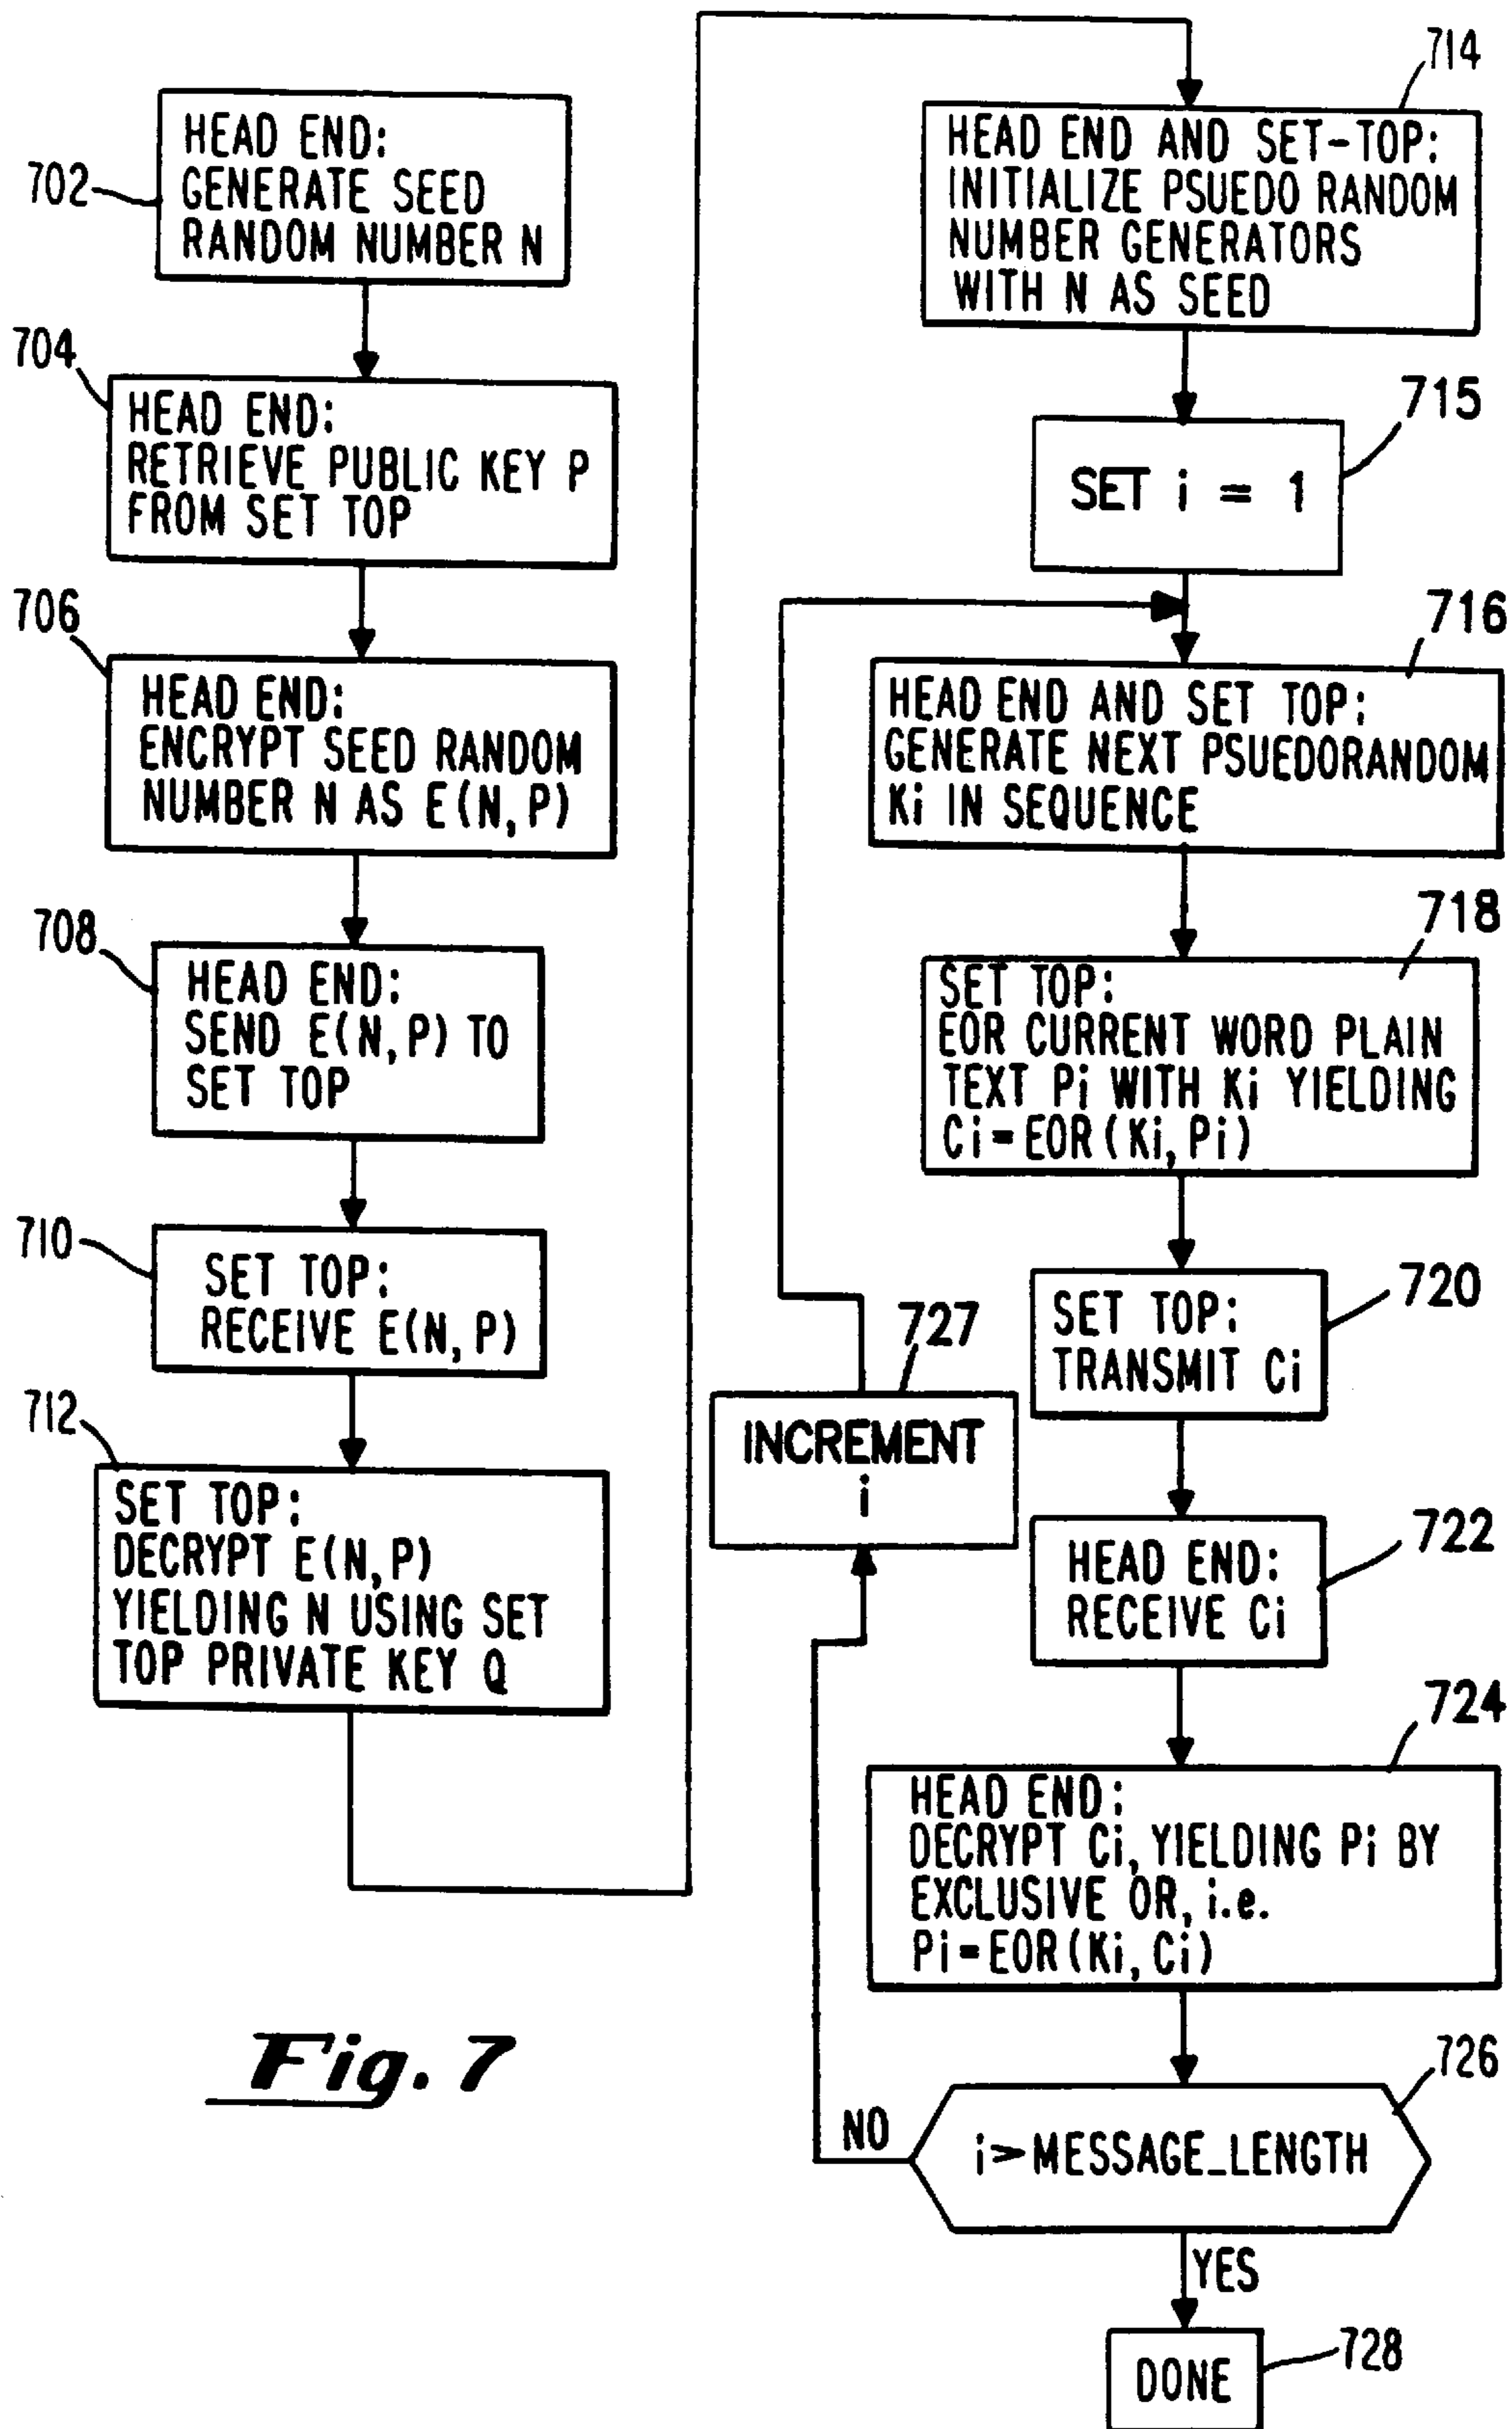 702
HEAD END:
GENERATE SEED
RANDOM NUMBER N
704
HEAD END:
RETRIEVE PUBLIC KEY P
FROM SET TOP
706
HEAD END:
ENCRYPT SEED RANDOM
NUMBER N AS E(N,P)
708
HEAD END:
SEND E(N,P) TO
SET TOP
710
SET TOP:
RECEIVE E(N,P)
712
SET TOP:
DECRYPT E(N,P)
YIELDING N USING SET
TOP PRIVATE KEY Q
714
HEAD END AND SET-TOP:
INITIALIZE PSUEDO RANDOM
NUMBER GENERATORS
WITH N AS SEED
715
SET i = 1
716
HEAD END AND SET TOP:
GENERATE NEXT PSUEDORANDOM
Ki IN SEQUENCE
718
SET TOP:
EOR CURRENT WORD PLAIN
TEXT Pi WITH Ki YIELDING
Ci=EOR(Ki,Pi)
720
SET TOP:
TRANSMIT Ci
727
INCREMENT
i
722
HEAD END:
RECEIVE Ci
724
HEAD END:
DECRYPT Ci, YIELDING Pi BY
EXCLUSIVE OR, i.e.
Pi=EOR(Ki,Ci)
726
i>MESSAGE_LENGTH
NO
YES
728
DONE
Fig. 7